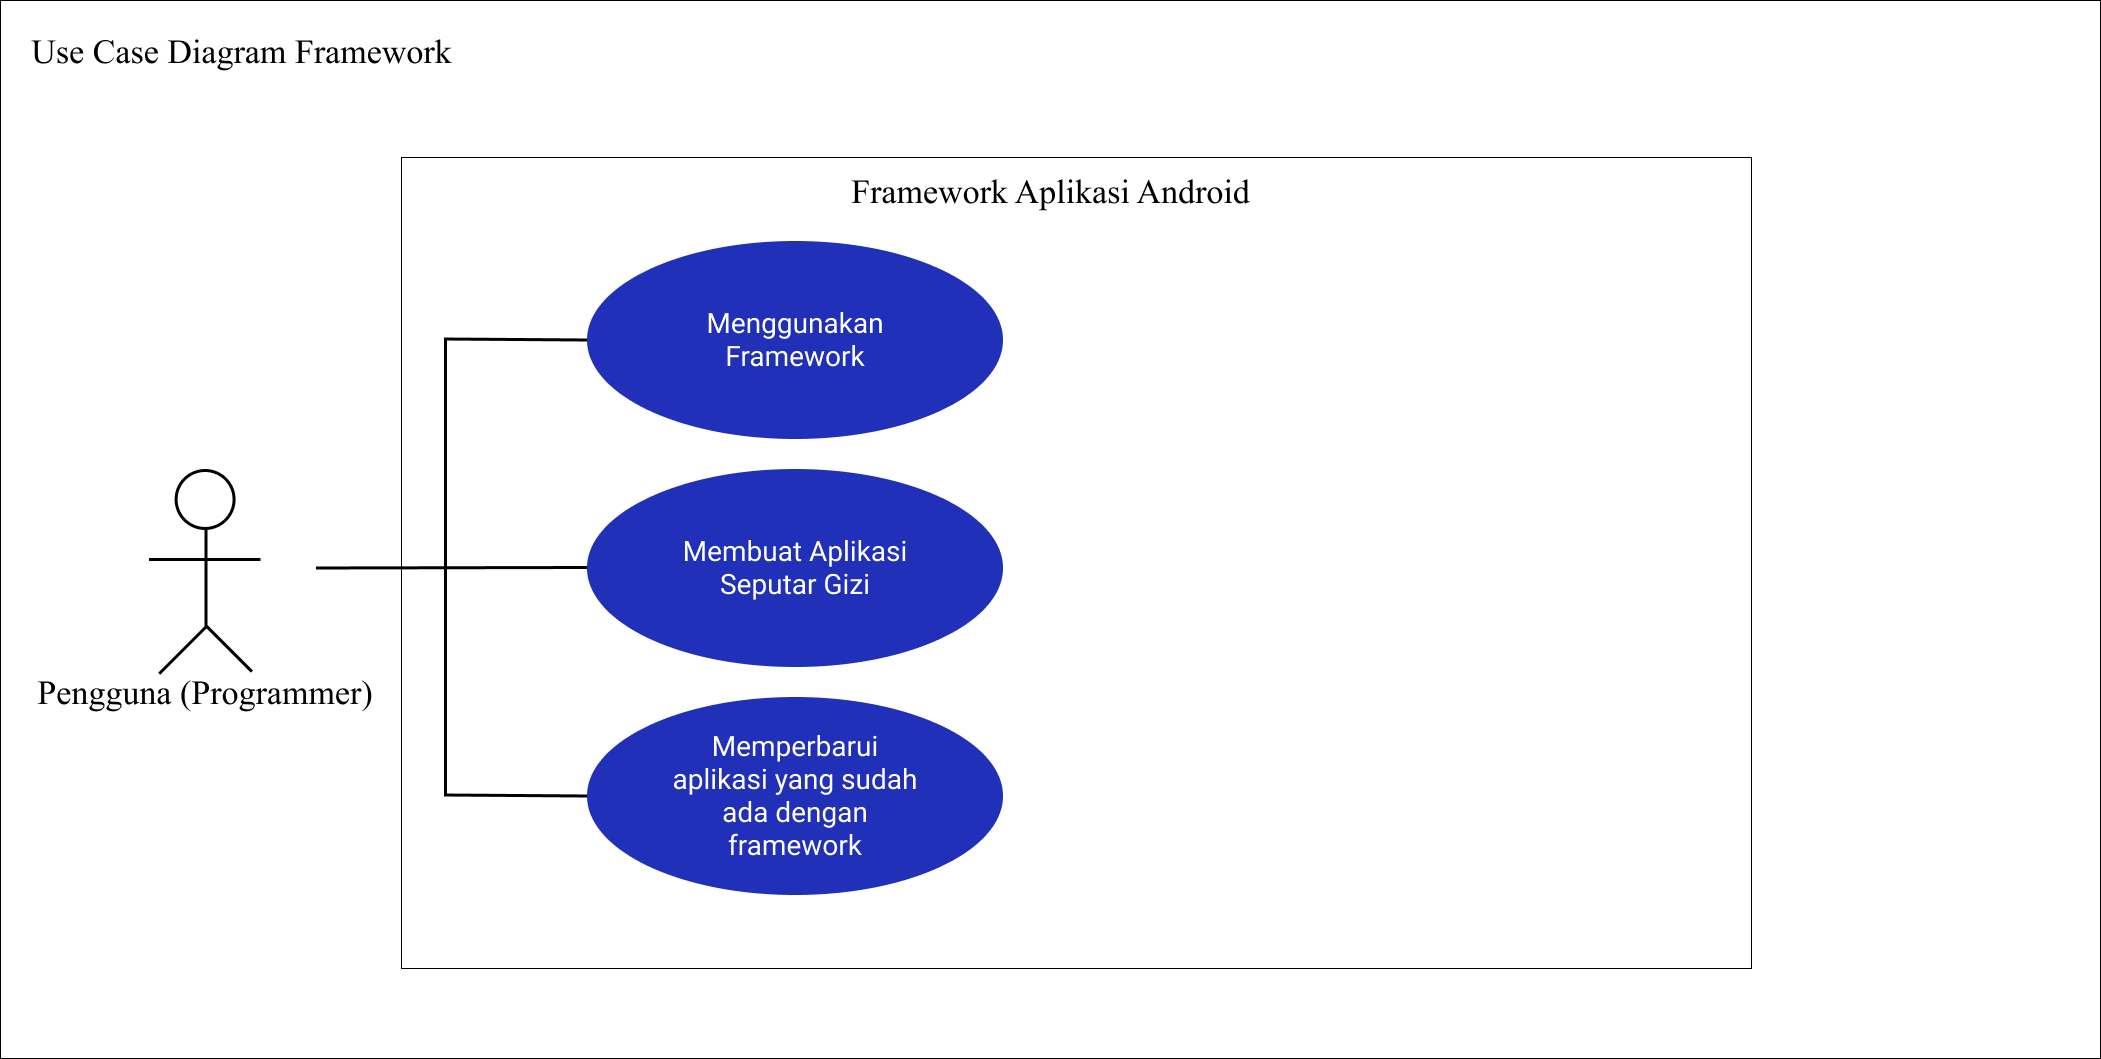 Use Case Diagram Framework
Framework Aplikasi Android
Menggunakan
Framework
Membuat Aplikasi
Seputar Gizi
Pengguna (Programmer)
Memperbarui
aplikasi yang sudah
ada dengan
framework